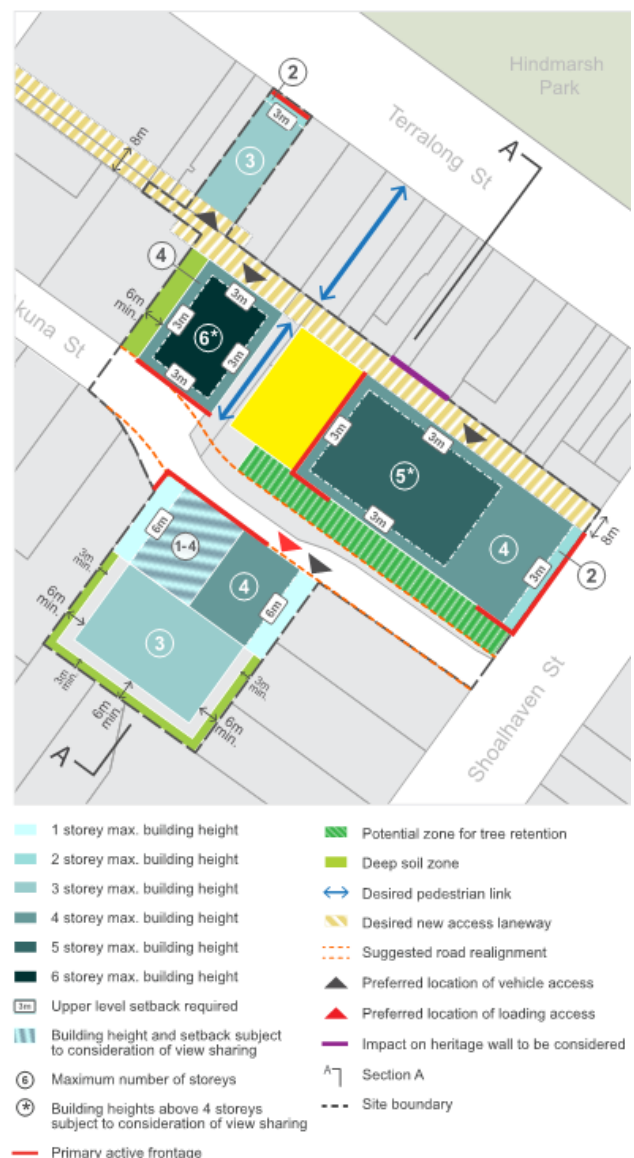 Hindmarsh
Park
Terralong St
A
2
3m
3
8m
4
6m
min.
3m
3m
6*
3m
3m
kuna St
3m
3m
5*
3m
4
3m
8m
2
6m
1-4
4
6m
3
3m
min.
6m
min.
3m
min.
6m
min.
6m
min.
3m
min.
A
Shoalhaven St
1 storey max. building height
2 storey max. building height
3 storey max. building height
4 storey max. building height
5 storey max. building height
6 storey max. building height
3m Upper level setback required
Building height and setback subject
to consideration of view sharing
6 Maximum number of storeys
* Building heights above 4 storeys
subject to consideration of view sharing
Primary active frontage
Potential zone for tree retention
Deep soil zone
Desired pedestrian link
Desired new access laneway
Suggested road realignment
Preferred location of vehicle access
Preferred location of loading access
Impact on heritage wall to be considered
A Section A
Site boundary